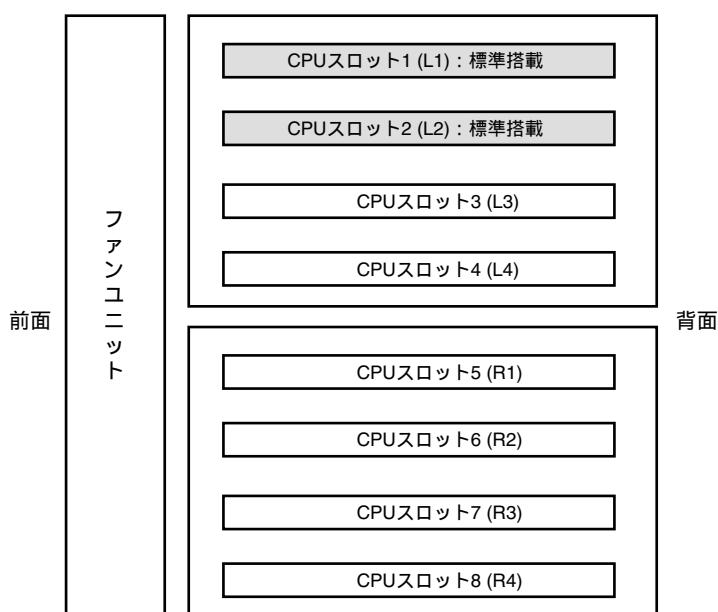 CPUスロット1 (L1)：標準搭載
CPUスロット2 (L2)：標準搭載
CPUスロット3 (L3)
CPUスロット4 (L4)
前面
ファンユニット
背面
CPUスロット5 (R1)
CPUスロット6 (R2)
CPUスロット7 (R3)
CPUスロット8 (R4)